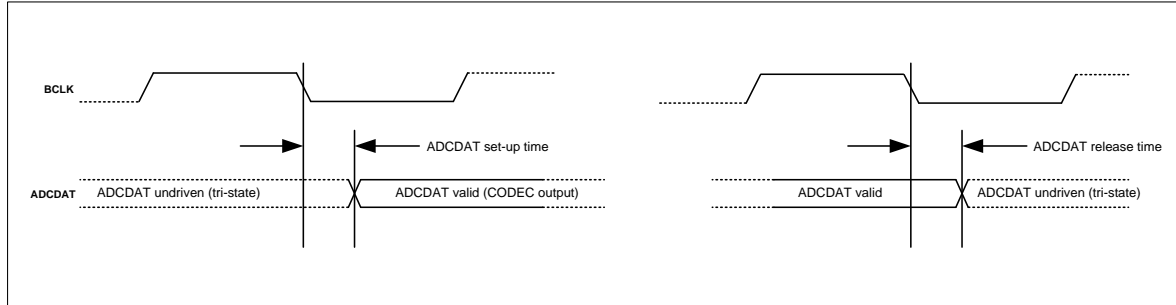 BCLK
ADCDAT set-up time
ADCDAT release time
ADCDAT
ADCDAT undriven (tri-state)
ADCDAT valid (CODEC output)
ADCDAT valid
ADCDAT undriven (tri-state)